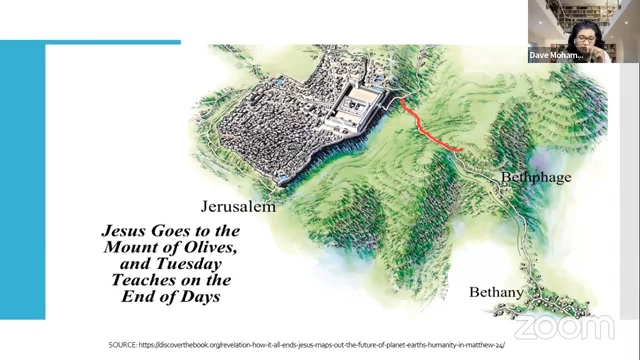 Dave Moham...
Bethphage
Jerusalem
Jesus Goes to the
Mount of Olives,
and Tuesday
Teaches on the
End of Days
Bethany
zoom
SOURCE: https://discoverthebook.org/revelation-how-it-all-ends-jesus-maps-out-the-future-of-planet-earths-humanity-in-matthew-24/